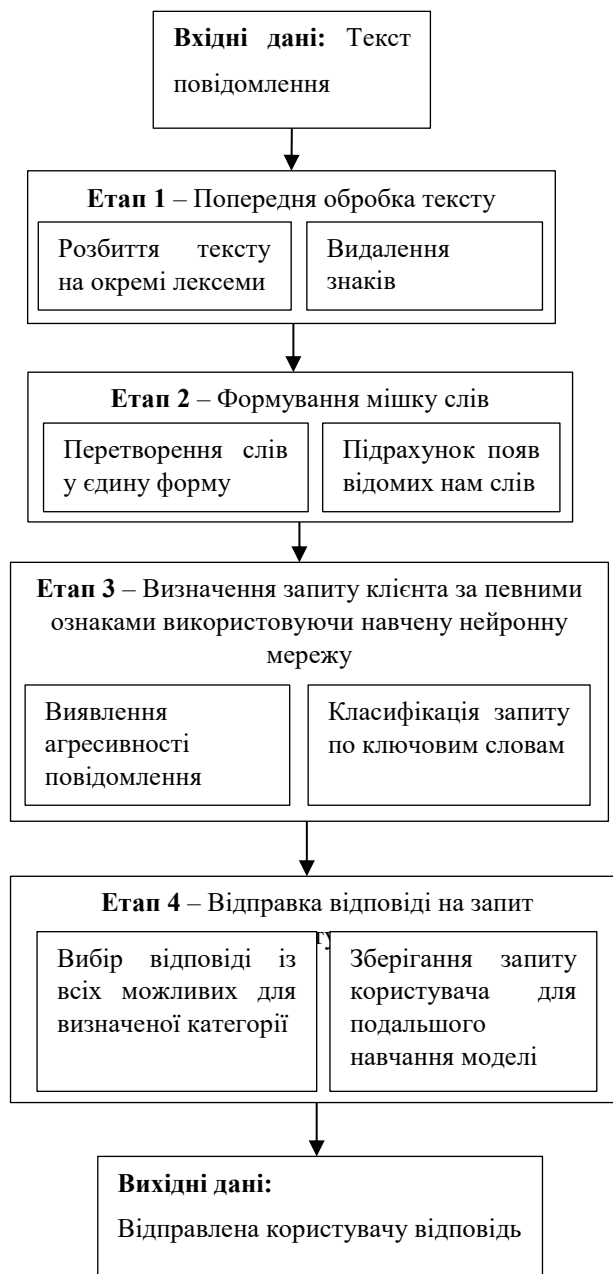 Вхідні дані: Текст
повідомлення
Етап 1 – Попередня обробка тексту
Розбиття тексту
на окремі лексеми
Видалення
знаків
Етап 2 – Формування мішку слів
Перетворення слів
у єдину форму
Підрахунок появ
відомих нам слів
Етап 3 – Визначення запиту клієнта за певними
ознаками використовуючи навчену нейронну
мережу
Виявлення
агресивності
повідомлення
Класифікація запиту
по ключовим словам
Етап 4 – Відправка відповіді на запит
Вибір відповіді із
всіх можливих для
визначеної категорії
Зберігання запиту
користувача для
подальшого
навчання моделі
Вихідні дані:
Відправлена користувачу відповідь